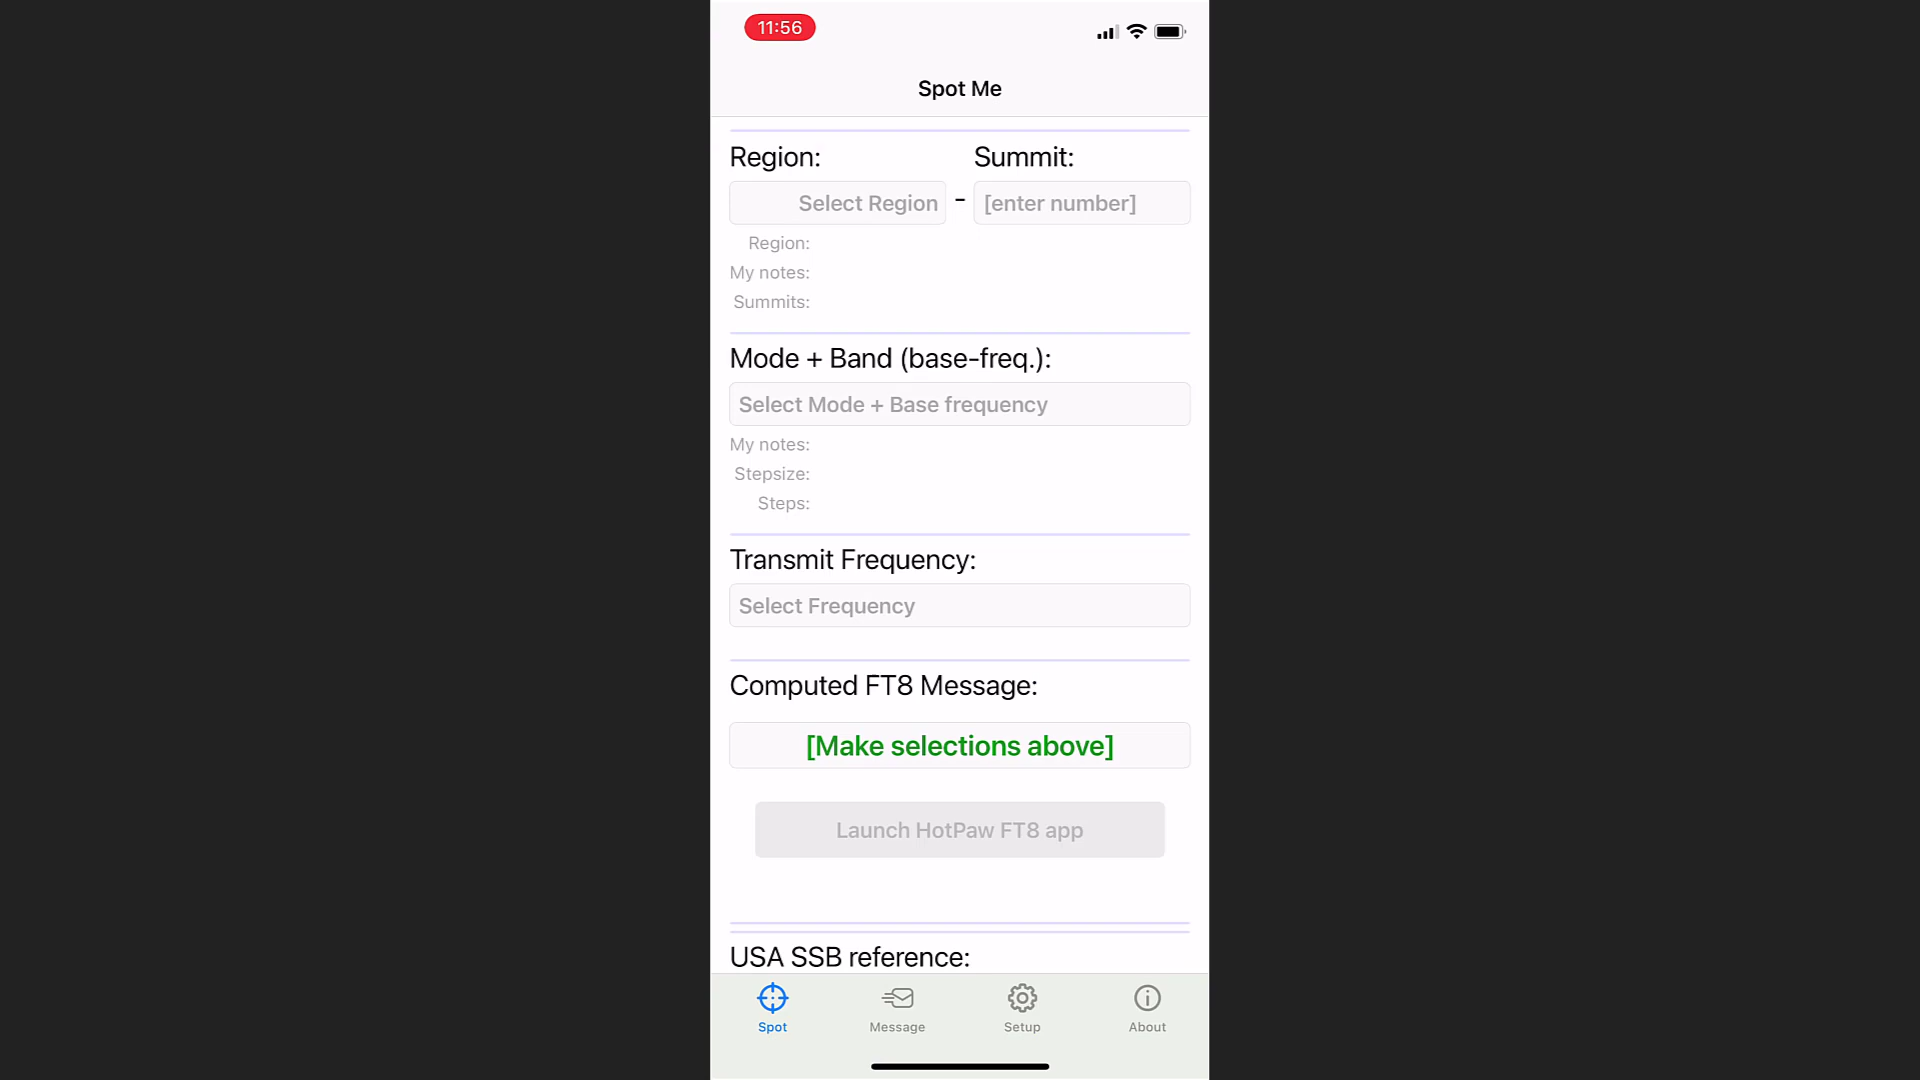 11:56
Spot Me
Region: Summit:
Select Region - [enter number]
Region:
My notes:
Summits:
Mode + Band (base-freq.):
Select Mode + Base frequency
My notes:
Stepsize:
Steps:
Transmit Frequency:
Select Frequency
Computed FT8 Message:
[Make selections above]
Launch HotPaw FT8 app
USA SSB reference:
Spot Message Setup About